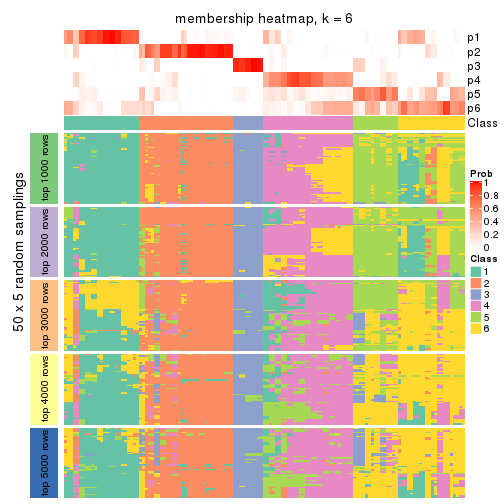 membership heatmap, k = 6
p1
p2
p3
p4
p5
p6
Class
50 x 5 random samplings
top 1000 rows
top 2000 rows
top 3000 rows
top 4000 rows
top 5000 rows
Prob
1
0.8
0.6
0.4
0.2
0
Class
1
2
3
4
5
6